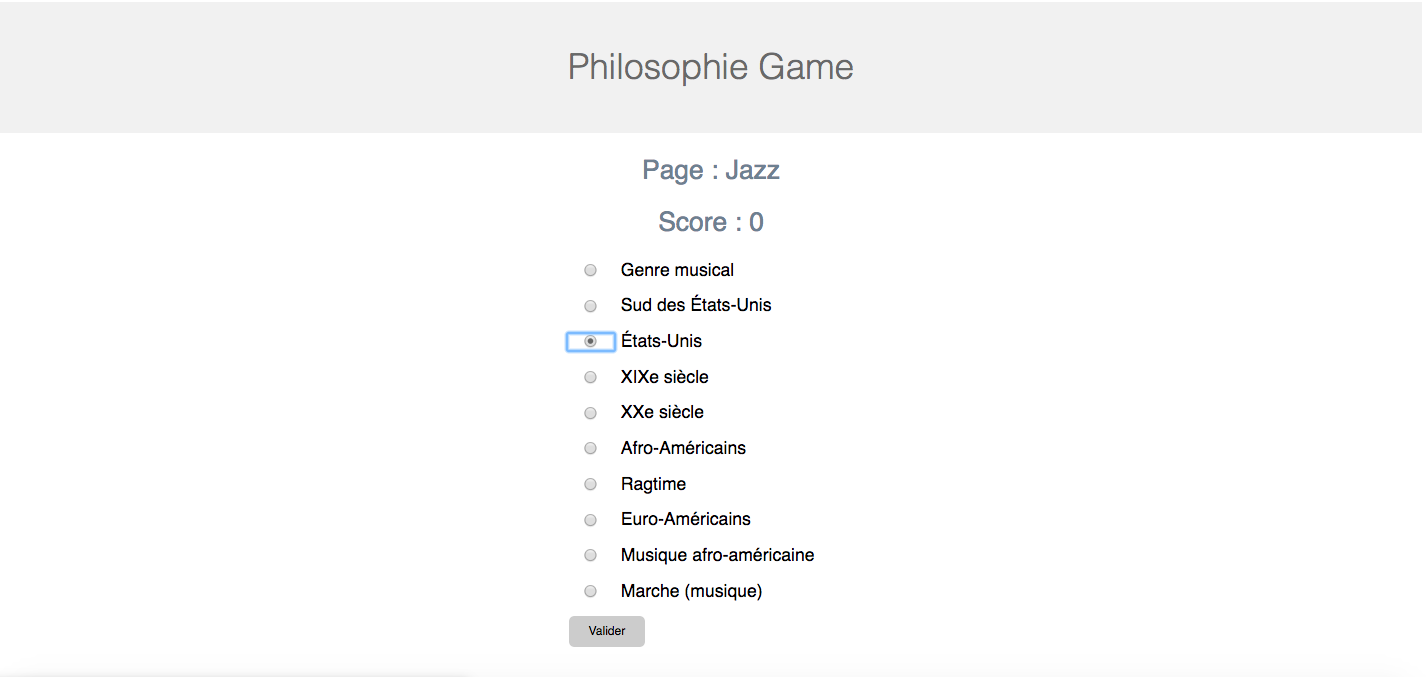 Philosophie Game
Page : Jazz
Score : 0
Genre musical
Sud des États-Unis
États-Unis
XIXe siècle
XXe siècle
Afro-Américains
Ragtime
Euro-Américains
Musique afro-américaine
Marche (musique)
Valider